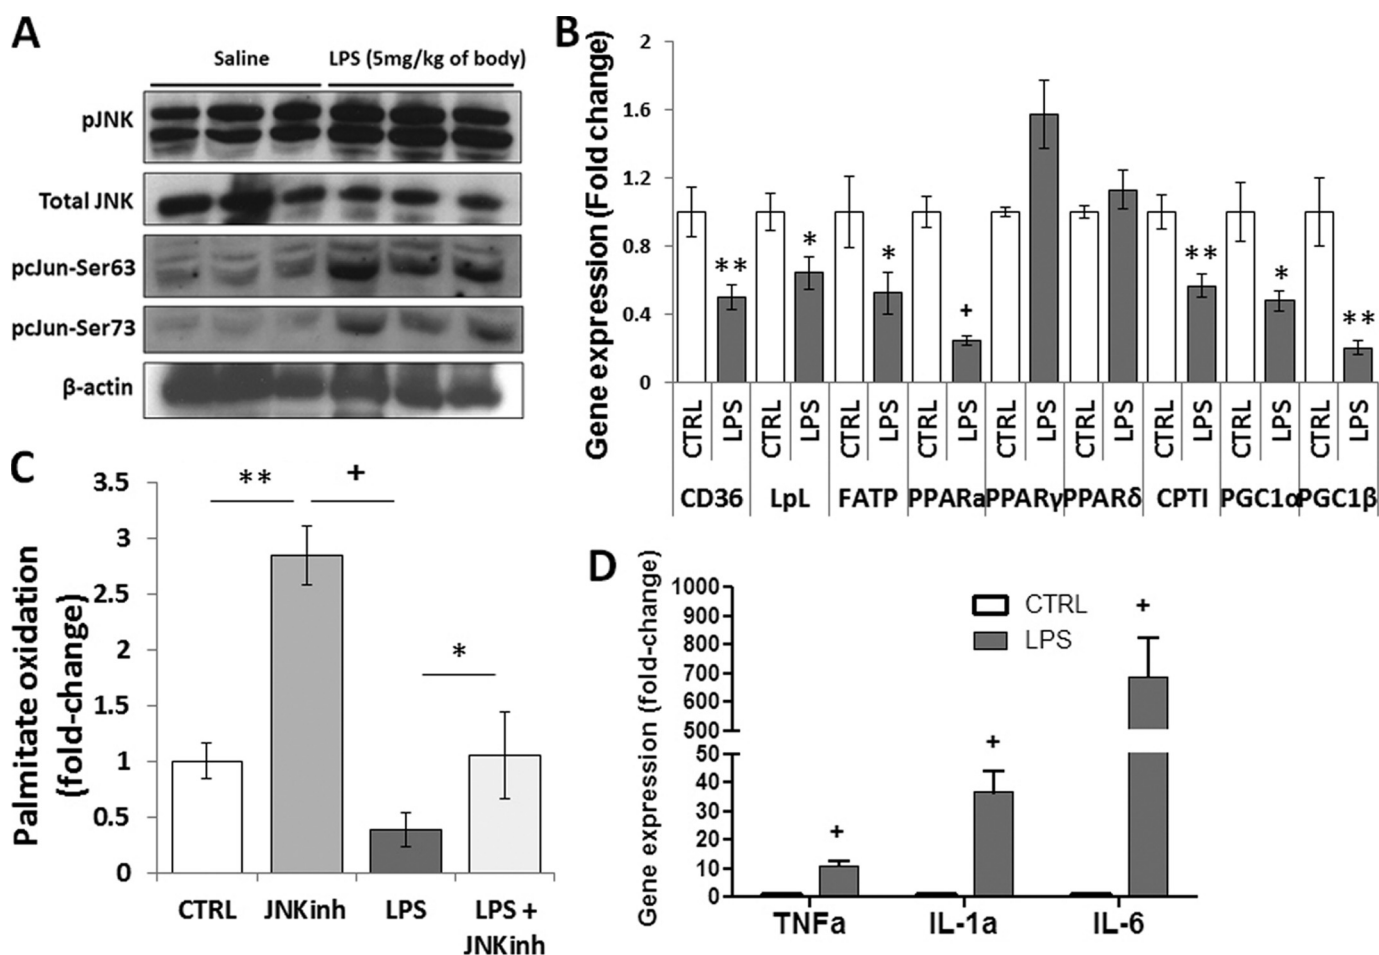 A
Saline
LPS (5mg/kg of body)
pJNK
Total JNK
pcJun-Ser63
pcJun-Ser73
β-actin
B
Gene expression (Fold change)
2
1.6
1.2
0.8
0.4
0
** * * + ** * **
CTRL LPS CTRL LPS CTRL LPS CTRL LPS CTRL LPS CTRL LPS CTRL LPS CTRL LPS CTRL LPS
CD36 LpL FATP PPARa PPARγ PPARδ CPTI PGC1α PGC1β
C
Palmitate oxidation
(fold-change)
3.5
3
2.5
2
1.5
1
0.5
0
** +
*
CTRL JNKinh LPS LPS +
JNKinh
D
Gene expression (fold-change)
1000
900
800
700
600
500
50
40
30
20
10
0
CTRL
LPS
+
+
+
TNFa IL-1a IL-6